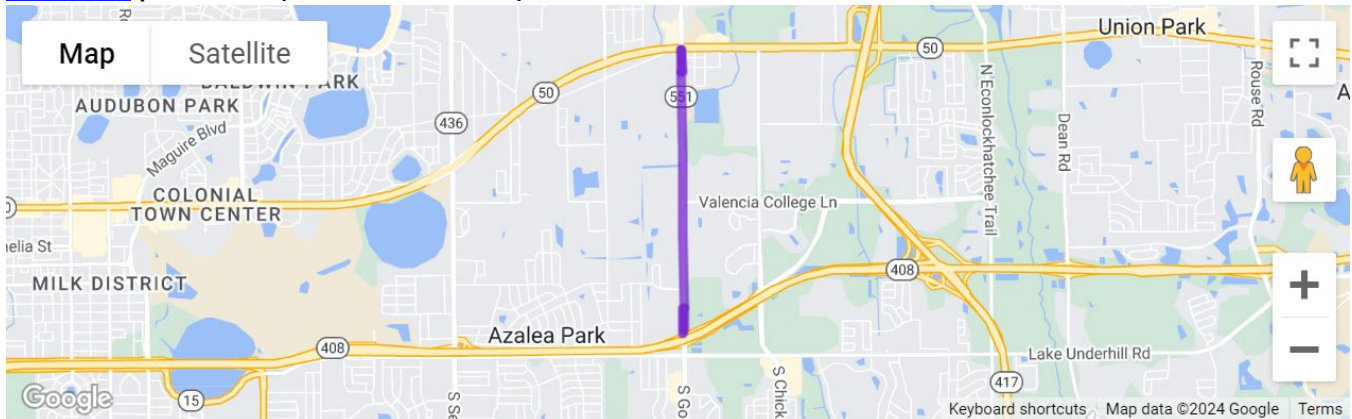 Map
Satellite
50
Union Park
BALDWIN PARK
AUDUBON PARK
50
551
Rouse Rd
436
N Econlockhatchee Trail
Dean Rd
Maguire Blvd
COLONIAL
TOWN CENTER
Valencia College Ln
elia St
MILK DISTRICT
408
+
Azalea Park
408
Lake Underhill Rd
−
417
15
S Se
S Go
S Chick
Google
Keyboard shortcuts
Map data ©2024 Google
Terms